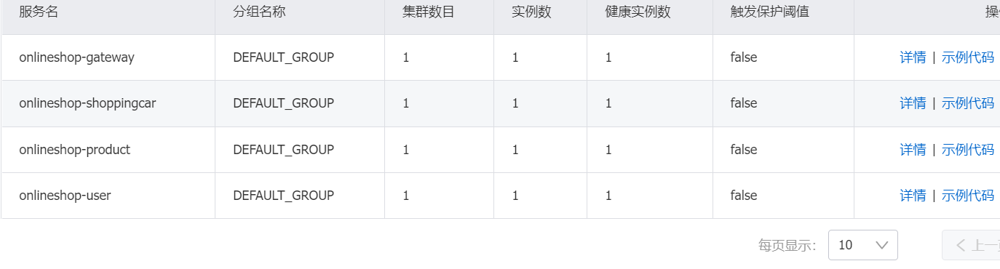 服务名 分组名称 集群数目 实例数 健康实例数 触发保护阈值
onlineshop-gateway DEFAULT_GROUP 1 1 1 false 详情 | 示例代码
onlineshop-shoppingcar DEFAULT_GROUP 1 1 1 false 详情 | 示例代码
onlineshop-product DEFAULT_GROUP 1 1 1 false 详情 | 示例代码
onlineshop-user DEFAULT_GROUP 1 1 1 false 详情 | 示例代码
每页显示: 10 上一